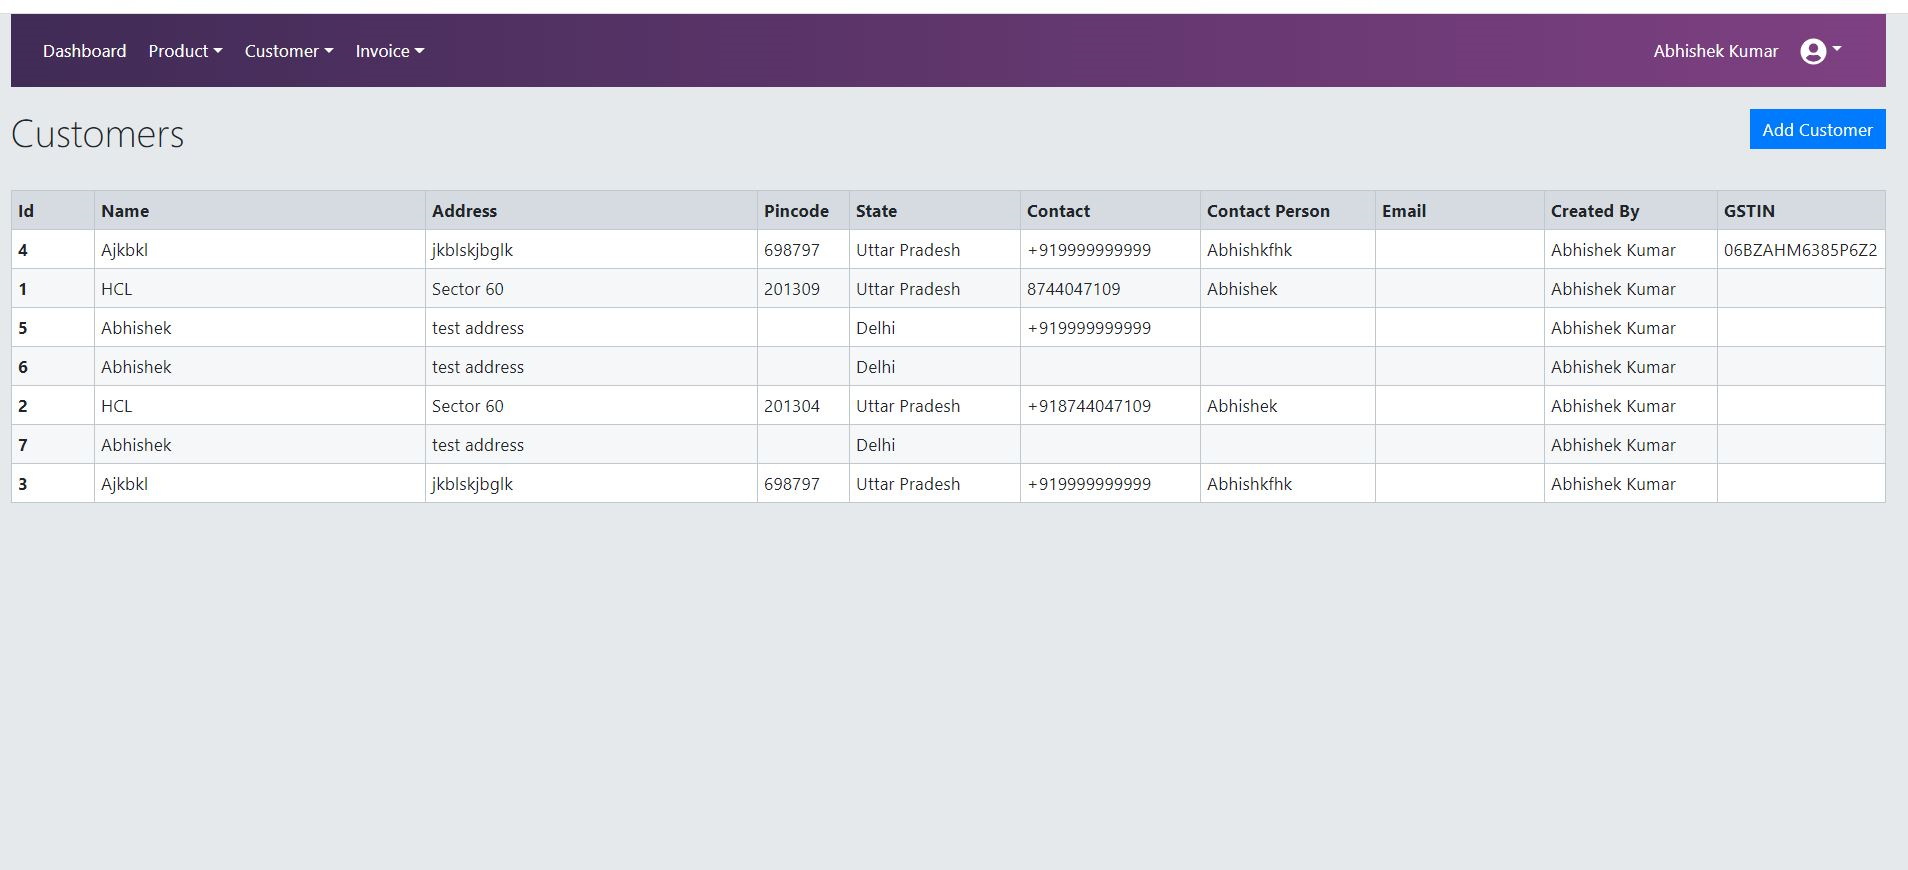 Dashboard Product Customer Invoice Abhishek Kumar
Customers Add Customer
Id Name Address Pincode State Contact Contact Person Email Created By GSTIN
4 Ajkbkl jkblskjbglk 698797 Uttar Pradesh +919999999999 Abhishkfhk Abhishek Kumar 06BZAHM6385P6Z2
1 HCL Sector 60 201309 Uttar Pradesh 8744047109 Abhishek Abhishek Kumar
5 Abhishek test address Delhi +919999999999 Abhishek Kumar
6 Abhishek test address Delhi Abhishek Kumar
2 HCL Sector 60 201304 Uttar Pradesh +918744047109 Abhishek Abhishek Kumar
7 Abhishek test address Delhi Abhishek Kumar
3 Ajkbkl jkblskjbglk 698797 Uttar Pradesh +919999999999 Abhishkfhk Abhishek Kumar